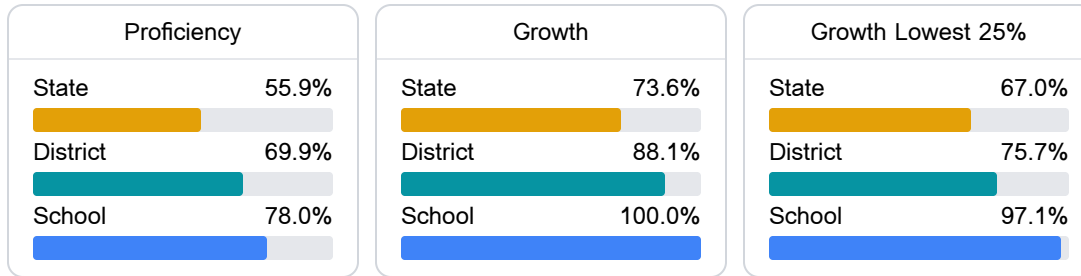 Proficiency
State 55.9%
District 69.9%
School 78.0%
Growth
State 73.6%
District 88.1%
School 100.0%
Growth Lowest 25%
State 67.0%
District 75.7%
School 97.1%